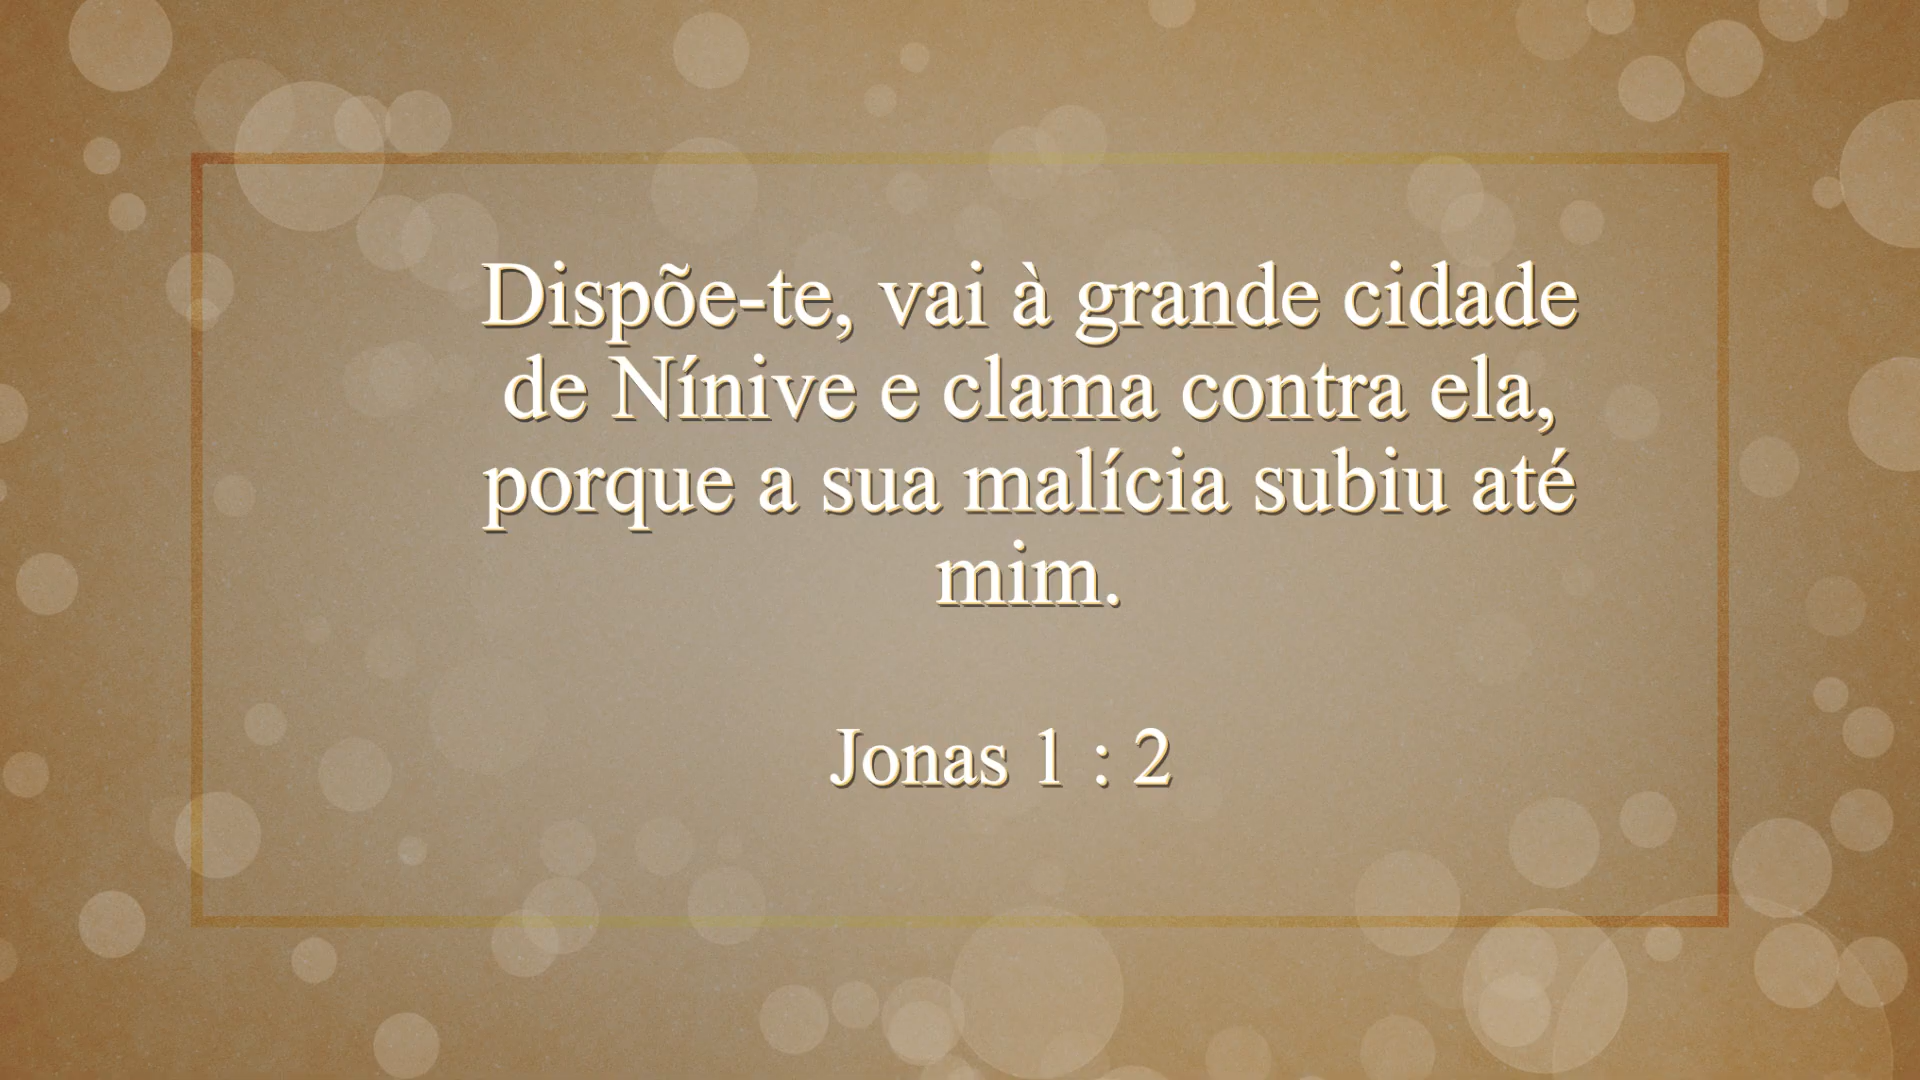 Dispõe-te, vai à grande cidade
de Nínive e clama contra ela,
porque a sua malícia subiu até
mim.
Jonas 1 : 2